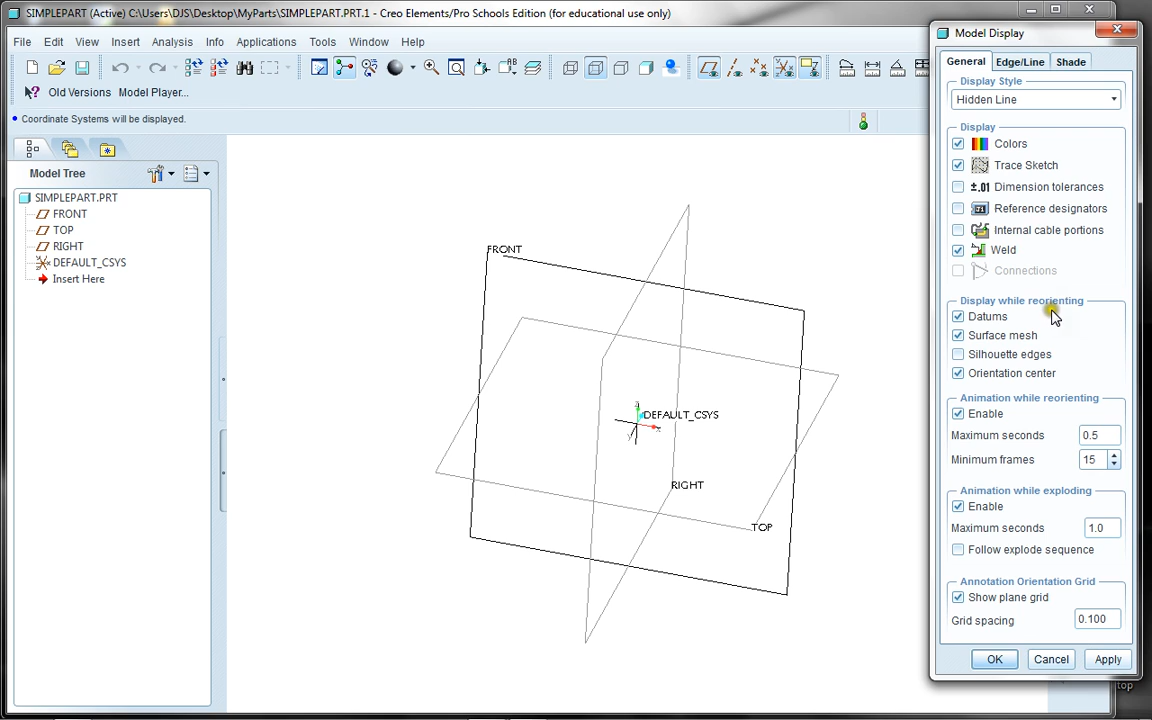 SIMPLEPART (Active) C:\Users\DJS\Desktop\MyParts\SIMPLEPART.PRT.1 - Creo Elements/Pro Schools Edition (for educational use only)
File Edit View Insert Analysis Info Applications Tools Window Help
Old Versions Model Player...
Coordinate Systems will be displayed.
Model Tree
SIMPLEPART.PRT
FRONT
TOP
RIGHT
DEFAULT_CSYS
Insert Here
FRONT
DEFAULT_CSYS
RIGHT
TOP
Z
X
Y
Model Display
General Edge/Line Shade
Display Style
Hidden Line
Display
Colors
Trace Sketch
±.01 Dimension tolerances
Reference designators
Internal cable portions
Weld
Connections
Display while reorienting
Datums
Surface mesh
Silhouette edges
Orientation center
Animation while reorienting
Enable
Maximum seconds 0.5
Minimum frames 15
Animation while exploding
Enable
Maximum seconds 1.0
Follow explode sequence
Annotation Orientation Grid
Show plane grid
Grid spacing 0.100
OK Cancel Apply
top